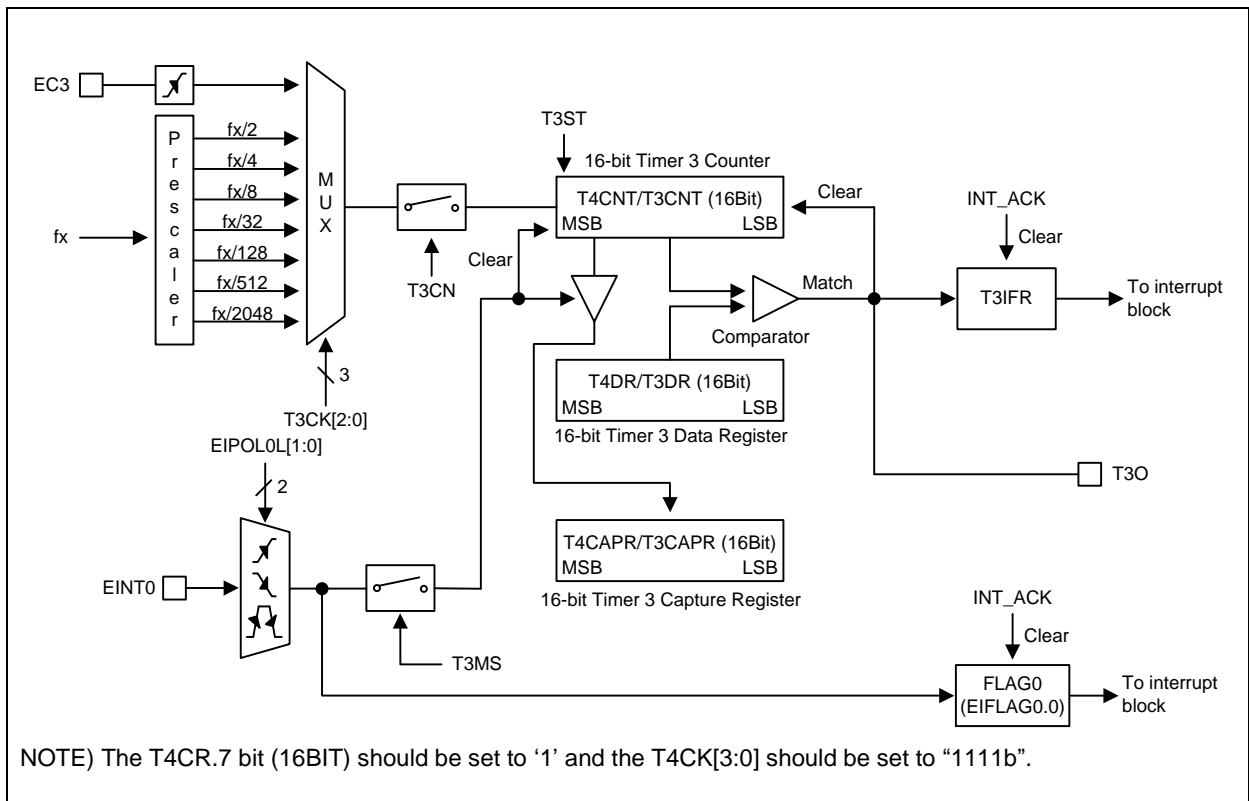 EC3
fx
Prescaler
fx/2
fx/4
fx/8
fx/32
fx/128
fx/512
fx/2048
MUX
3
T3CK[2:0]
T3CN
T3ST
16-bit Timer 3 Counter
T4CNT/T3CNT (16Bit)
MSB LSB
Clear
Clear
Match
Comparator
T4DR/T3DR (16Bit)
MSB LSB
16-bit Timer 3 Data Register
INT_ACK
Clear
T3IFR
To interrupt
block
T3O
EIPOL0L[1:0]
2
EINT0
T3MS
T4CAPR/T3CAPR (16Bit)
MSB LSB
16-bit Timer 3 Capture Register
INT_ACK
Clear
FLAG0
(EIFLAG0.0)
To interrupt
block
NOTE) The T4CR.7 bit (16BIT) should be set to ‘1’ and the T4CK[3:0] should be set to “1111b”.